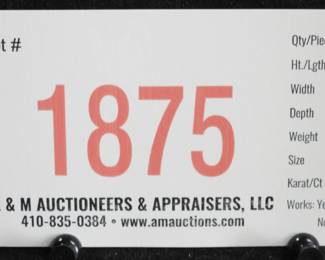 t #
1875
& M AUCTIONEERS & APPRAISERS, LLC
410-835-0384 • www.amauctions.com
Qty/Pie
Ht./Lgth
Width
Depth
Weight
Size
Karat/Ct
Works: Ye